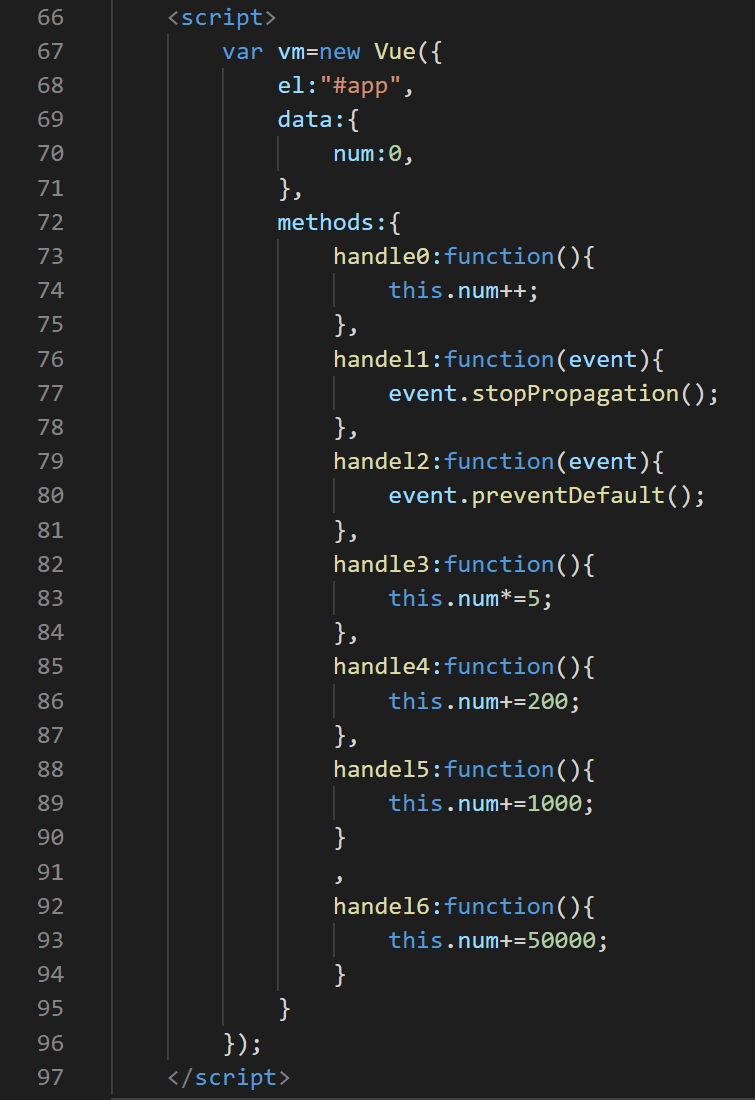 66 <script>
67 var vm=new Vue({
68 el:"#app",
69 data:{
70 num:0,
71 },
72 methods:{
73 handle0:function(){
74 this.num++;
75 },
76 handel1:function(event){
77 event.stopPropagation();
78 },
79 handel2:function(event){
80 event.preventDefault();
81 },
82 handle3:function(){
83 this.num*=5;
84 },
85 handle4:function(){
86 this.num+=200;
87 },
88 handel5:function(){
89 this.num+=1000;
90 }
91 ,
92 handel6:function(){
93 this.num+=50000;
94 }
95 }
96 });
97 </script>